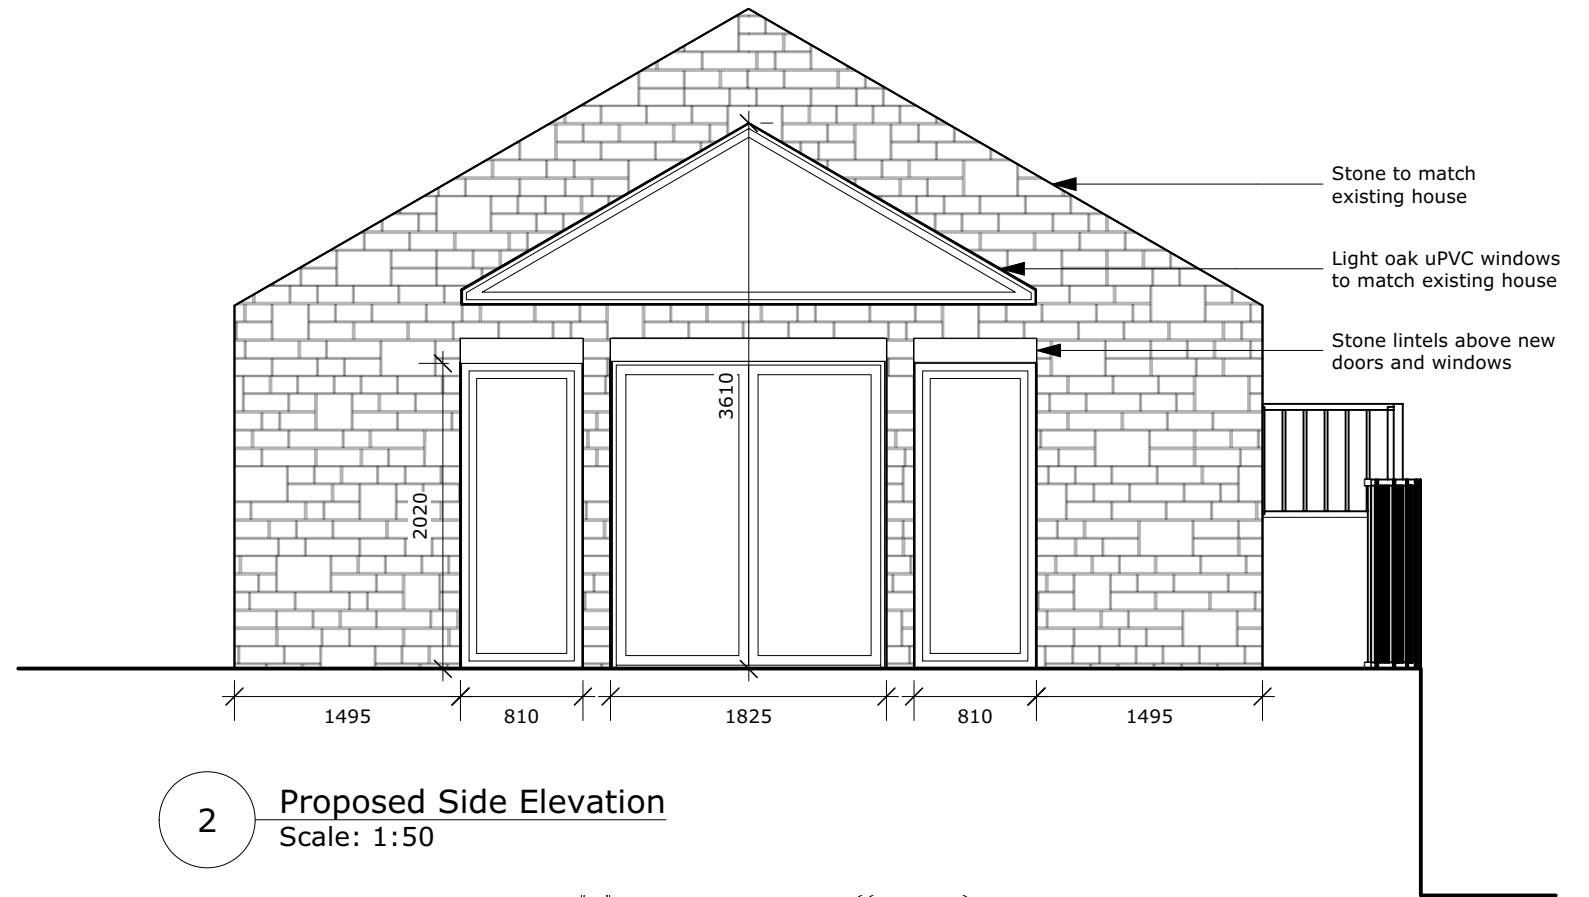 Stone to match
existing house
Light oak uPVC windows
to match existing house
Stone lintels above new
doors and windows
3610
2020
1495
810
1825
810
1495
2
Proposed Side Elevation
Scale: 1:50